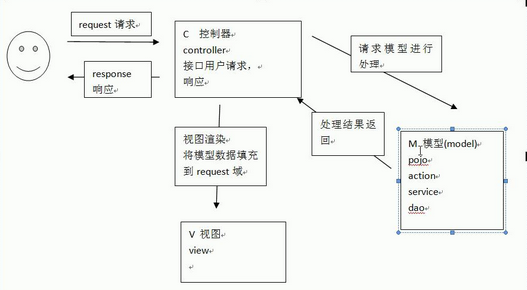 request 请求
response
响应
C 控制器
controller
接口用户请求，
响应
请求模型进行
处理
处理结果返
回
视图渲染
将模型数据填充
到 request 域
M 模型(model)
pojo
action
service
dao
V 视图
view